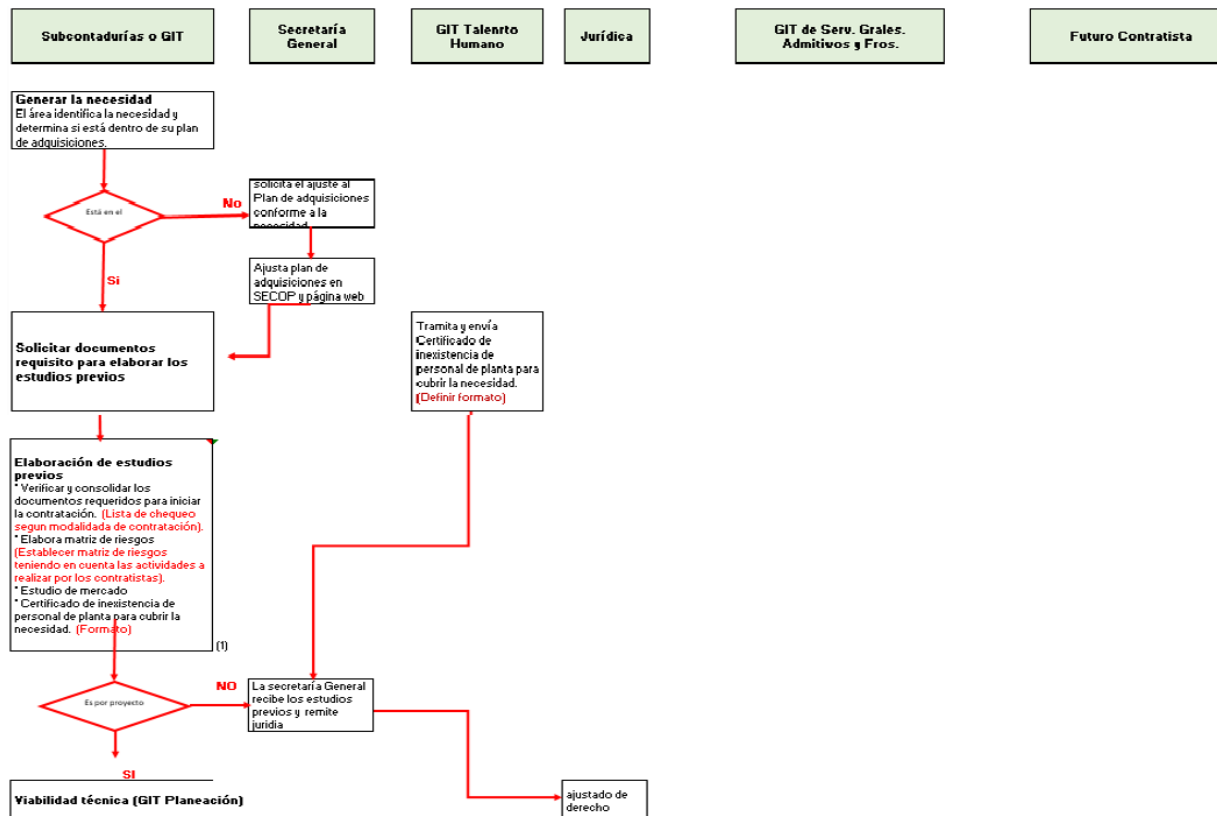 Subcontadurías o GIT
Secretaría
General
GIT Talenrto
Humano
Jurídica
GIT de Serv. Grales.
Admitivos y Fros.
Futuro Contratista
Generar la necesidad
El área identifica la necesidad y
determina si está dentro de su plan
de adquisiciones.
Está en el
No
solicita el ajuste al
Plan de adquisiciones
conforme a la
necesidad
Si
Ajusta plan de
adquisiciones en
SECOP y página web
Solicitar documentos
requisito para elaborar los
estudios previos
Tramita y envía
Certificado de
inexistencia de
personal de planta para
cubrir la necesidad.
(Definir formato)
Elaboración de estudios
previos
* Verificar y consolidar los
documentos requeridos para iniciar
la contratación. (Lista de chequeo
segun modalidada de contratación).
* Elabora matriz de riesgos
(Establecer matriz de riesgos
teniendo en cuenta las actividades a
realizar por los contratistas).
* Estudio de mercado
* Certificado de inexistencia de
personal de planta para cubrir la
necesidad. (Formato)
(1)
Es por proyecto
NO
La secretaría General
recibe los estudios
previos y remite
juridia
SI
Viabilidad técnica (GIT Planeación)
ajustado de
derecho